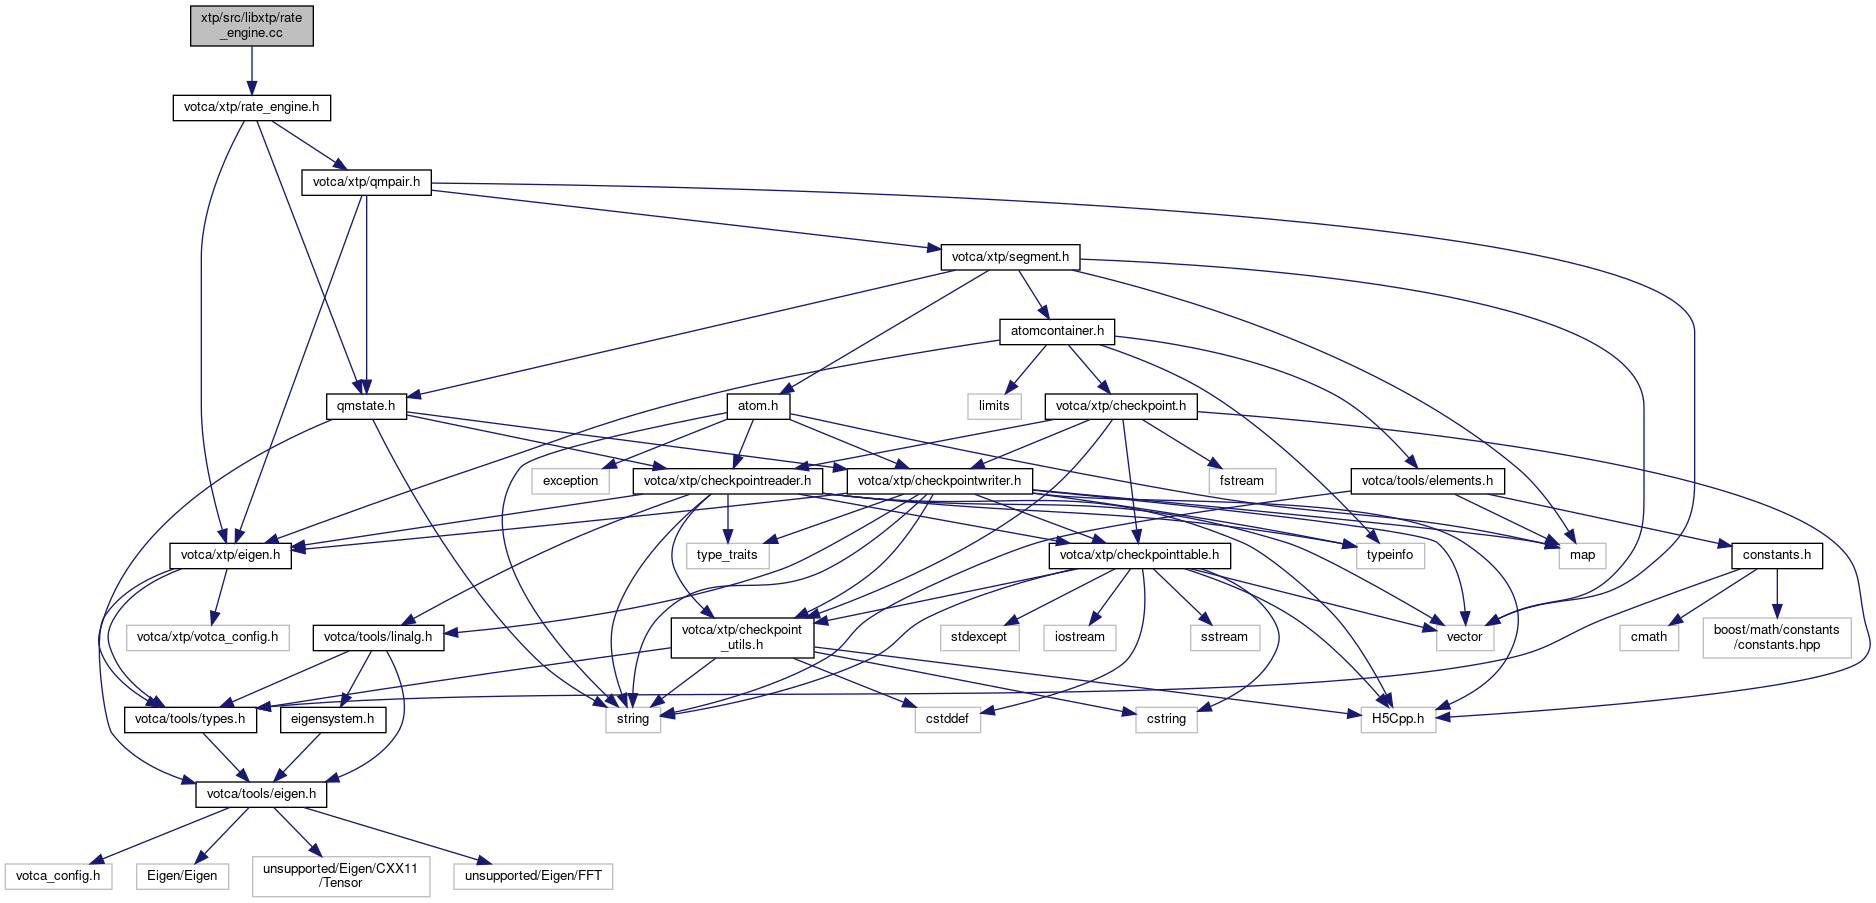 xtp/src/libxtp/rate
_engine.cc
votca/xtp/rate_engine.h
votca/xtp/qmpair.h
votca/xtp/segment.h
atomcontainer.h
qmstate.h
atom.h
limits
votca/xtp/checkpoint.h
exception
votca/xtp/checkpointreader.h
votca/xtp/checkpointwriter.h
fstream
votca/tools/elements.h
votca/xtp/eigen.h
type_traits
votca/xtp/checkpointtable.h
typeinfo
map
constants.h
votca/xtp/votca_config.h
votca/tools/linalg.h
votca/xtp/checkpoint
_utils.h
stdexcept
iostream
sstream
vector
cmath
boost/math/constants
/constants.hpp
votca/tools/types.h
eigensystem.h
string
cstddef
cstring
H5Cpp.h
votca/tools/eigen.h
votca_config.h
Eigen/Eigen
unsupported/Eigen/CXX11
/Tensor
unsupported/Eigen/FFT